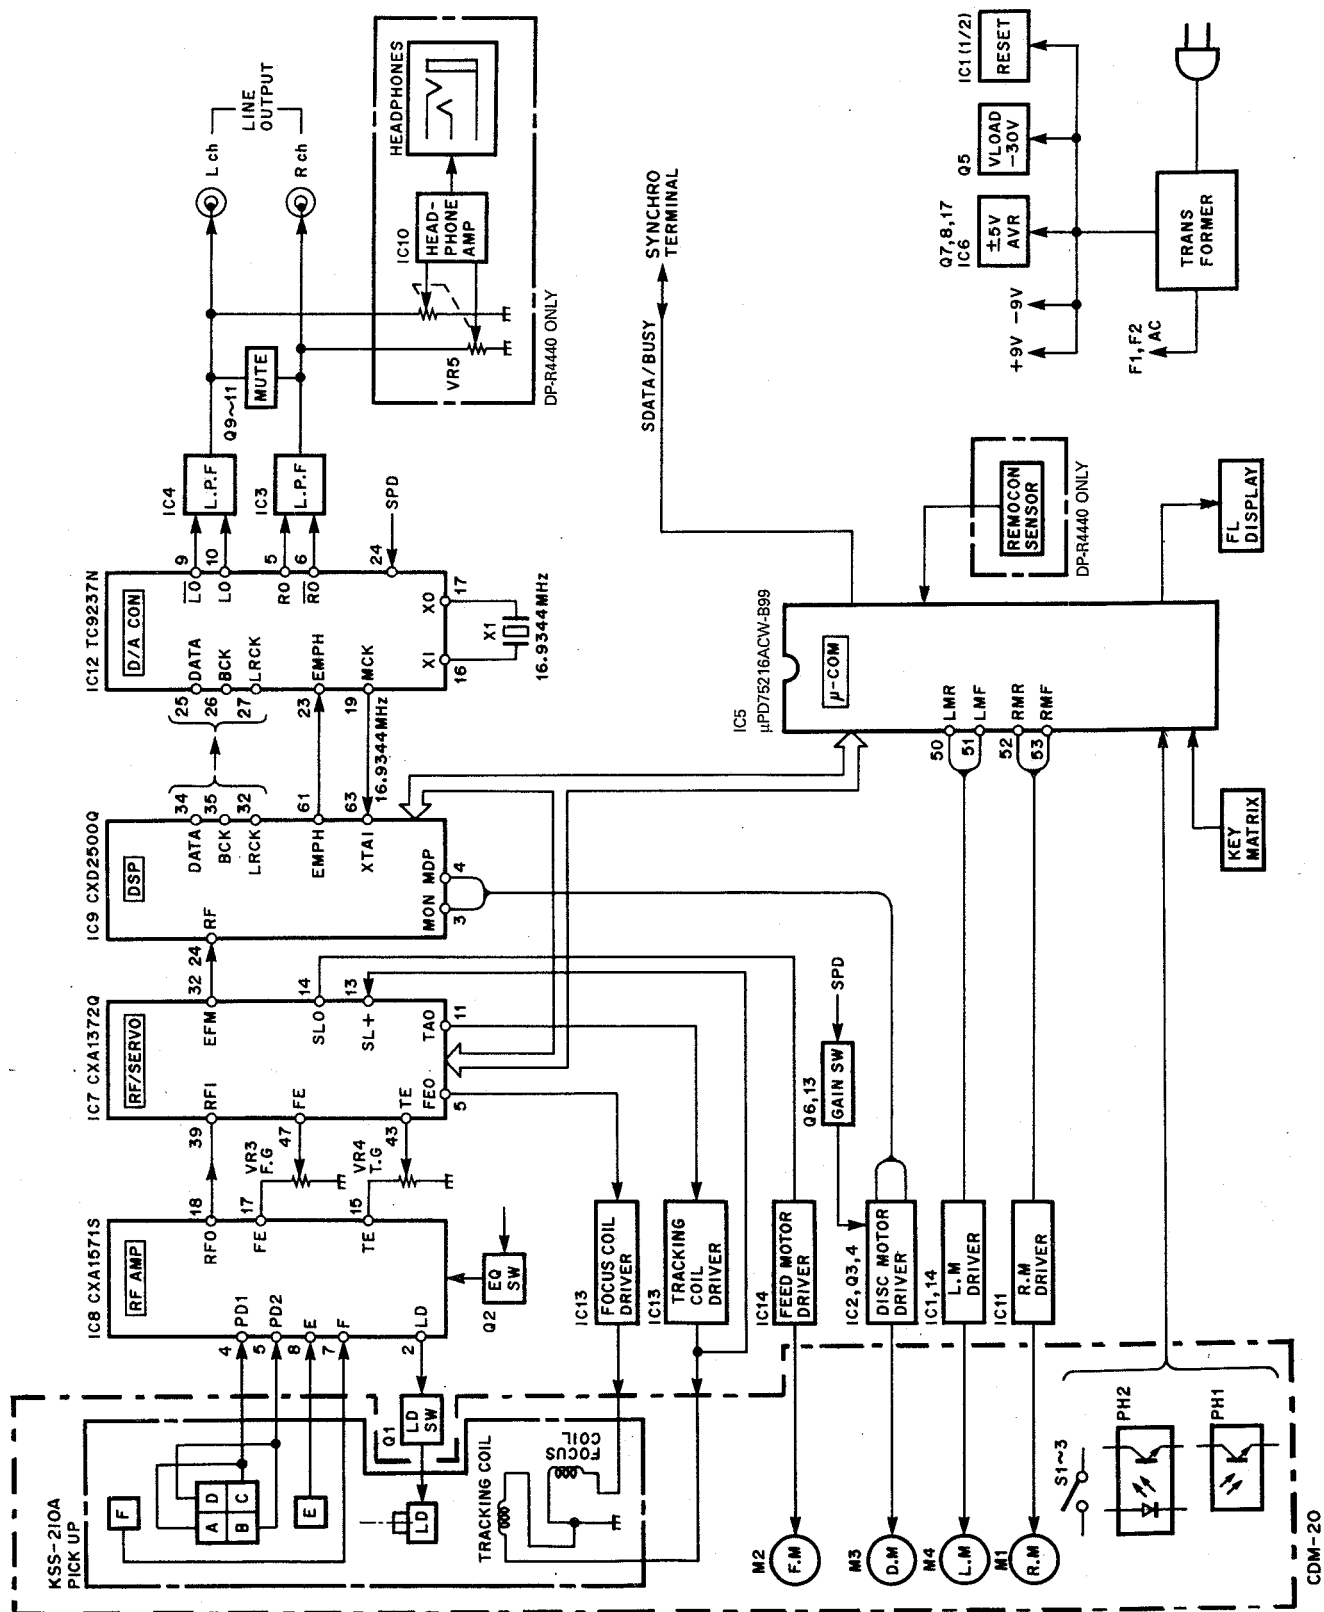 KSS-210A
PICK UP
F
A
D
B
C
E
LD
Q1
LD
SW
TRACKING COIL
FOCUS
COIL
IC8 CXA1571S
RF AMP
4
PD1
5
PD2
8
E
7
F
2
LD
RFO
18
FE
17
TE
15
Q2
EQ
SW
VR3
F.G
VR4
T.G
IC7 CXA1372Q
RF/SERVO
39
RFI
47
FE
43
TE
FEO
5
TAO
11
EFM
32
SLO
14
SL+
13
IC9 CXD2500Q
DSP
24
RF
DATA
34
BCK
35
LRCK
32
EMPH
61
XTAI
63
MON
3
MDP
4
16.9344MHz
IC12 TC9237N
D/A CON
25
DATA
26
BCK
27
LRCK
23
EMPH
19
MCK
XI
16
XO
17
X1
16.9344MHz
LO
9
LO
10
RO
5
RO
6
24
SPD
IC4
L.P.F
IC3
L.P.F
Q9~11
MUTE
L ch
R ch
LINE
OUTPUT
VR5
IC10
HEAD-
PHONE
AMP
HEADPHONES
DP-R4440 ONLY
SDATA/BUSY
SYNCHRO
TERMINAL
IC13
FOCUS COIL
DRIVER
IC13
TRACKING
COIL
DRIVER
IC14
FEED MOTOR
DRIVER
Q6,13
GAIN SW
SPD
IC2,Q3,4
DISC MOTOR
DRIVER
IC1,14
L.M
DRIVER
IC11
R.M
DRIVER
M2
F.M
M3
D.M
M4
L.M
M1
R.M
S1~3
PH2
PH1
CDM-20
IC5
µPD75216ACW-B99
µ-COM
50
LMR
51
LMF
52
RMR
53
RMF
KEY
MATRIX
REMOCON
SENSOR
DP-R4440 ONLY
FL
DISPLAY
+9V
-9V
Q7,8,17
IC6
±5V
AVR
Q5
VLOAD
-30V
IC1 (1/2)
RESET
F1,F2
AC
TRANS
FORMER